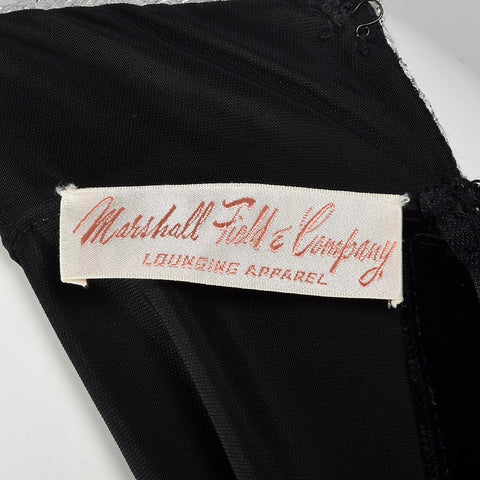 Marshall Field & Company
LOUNGING APPAREL